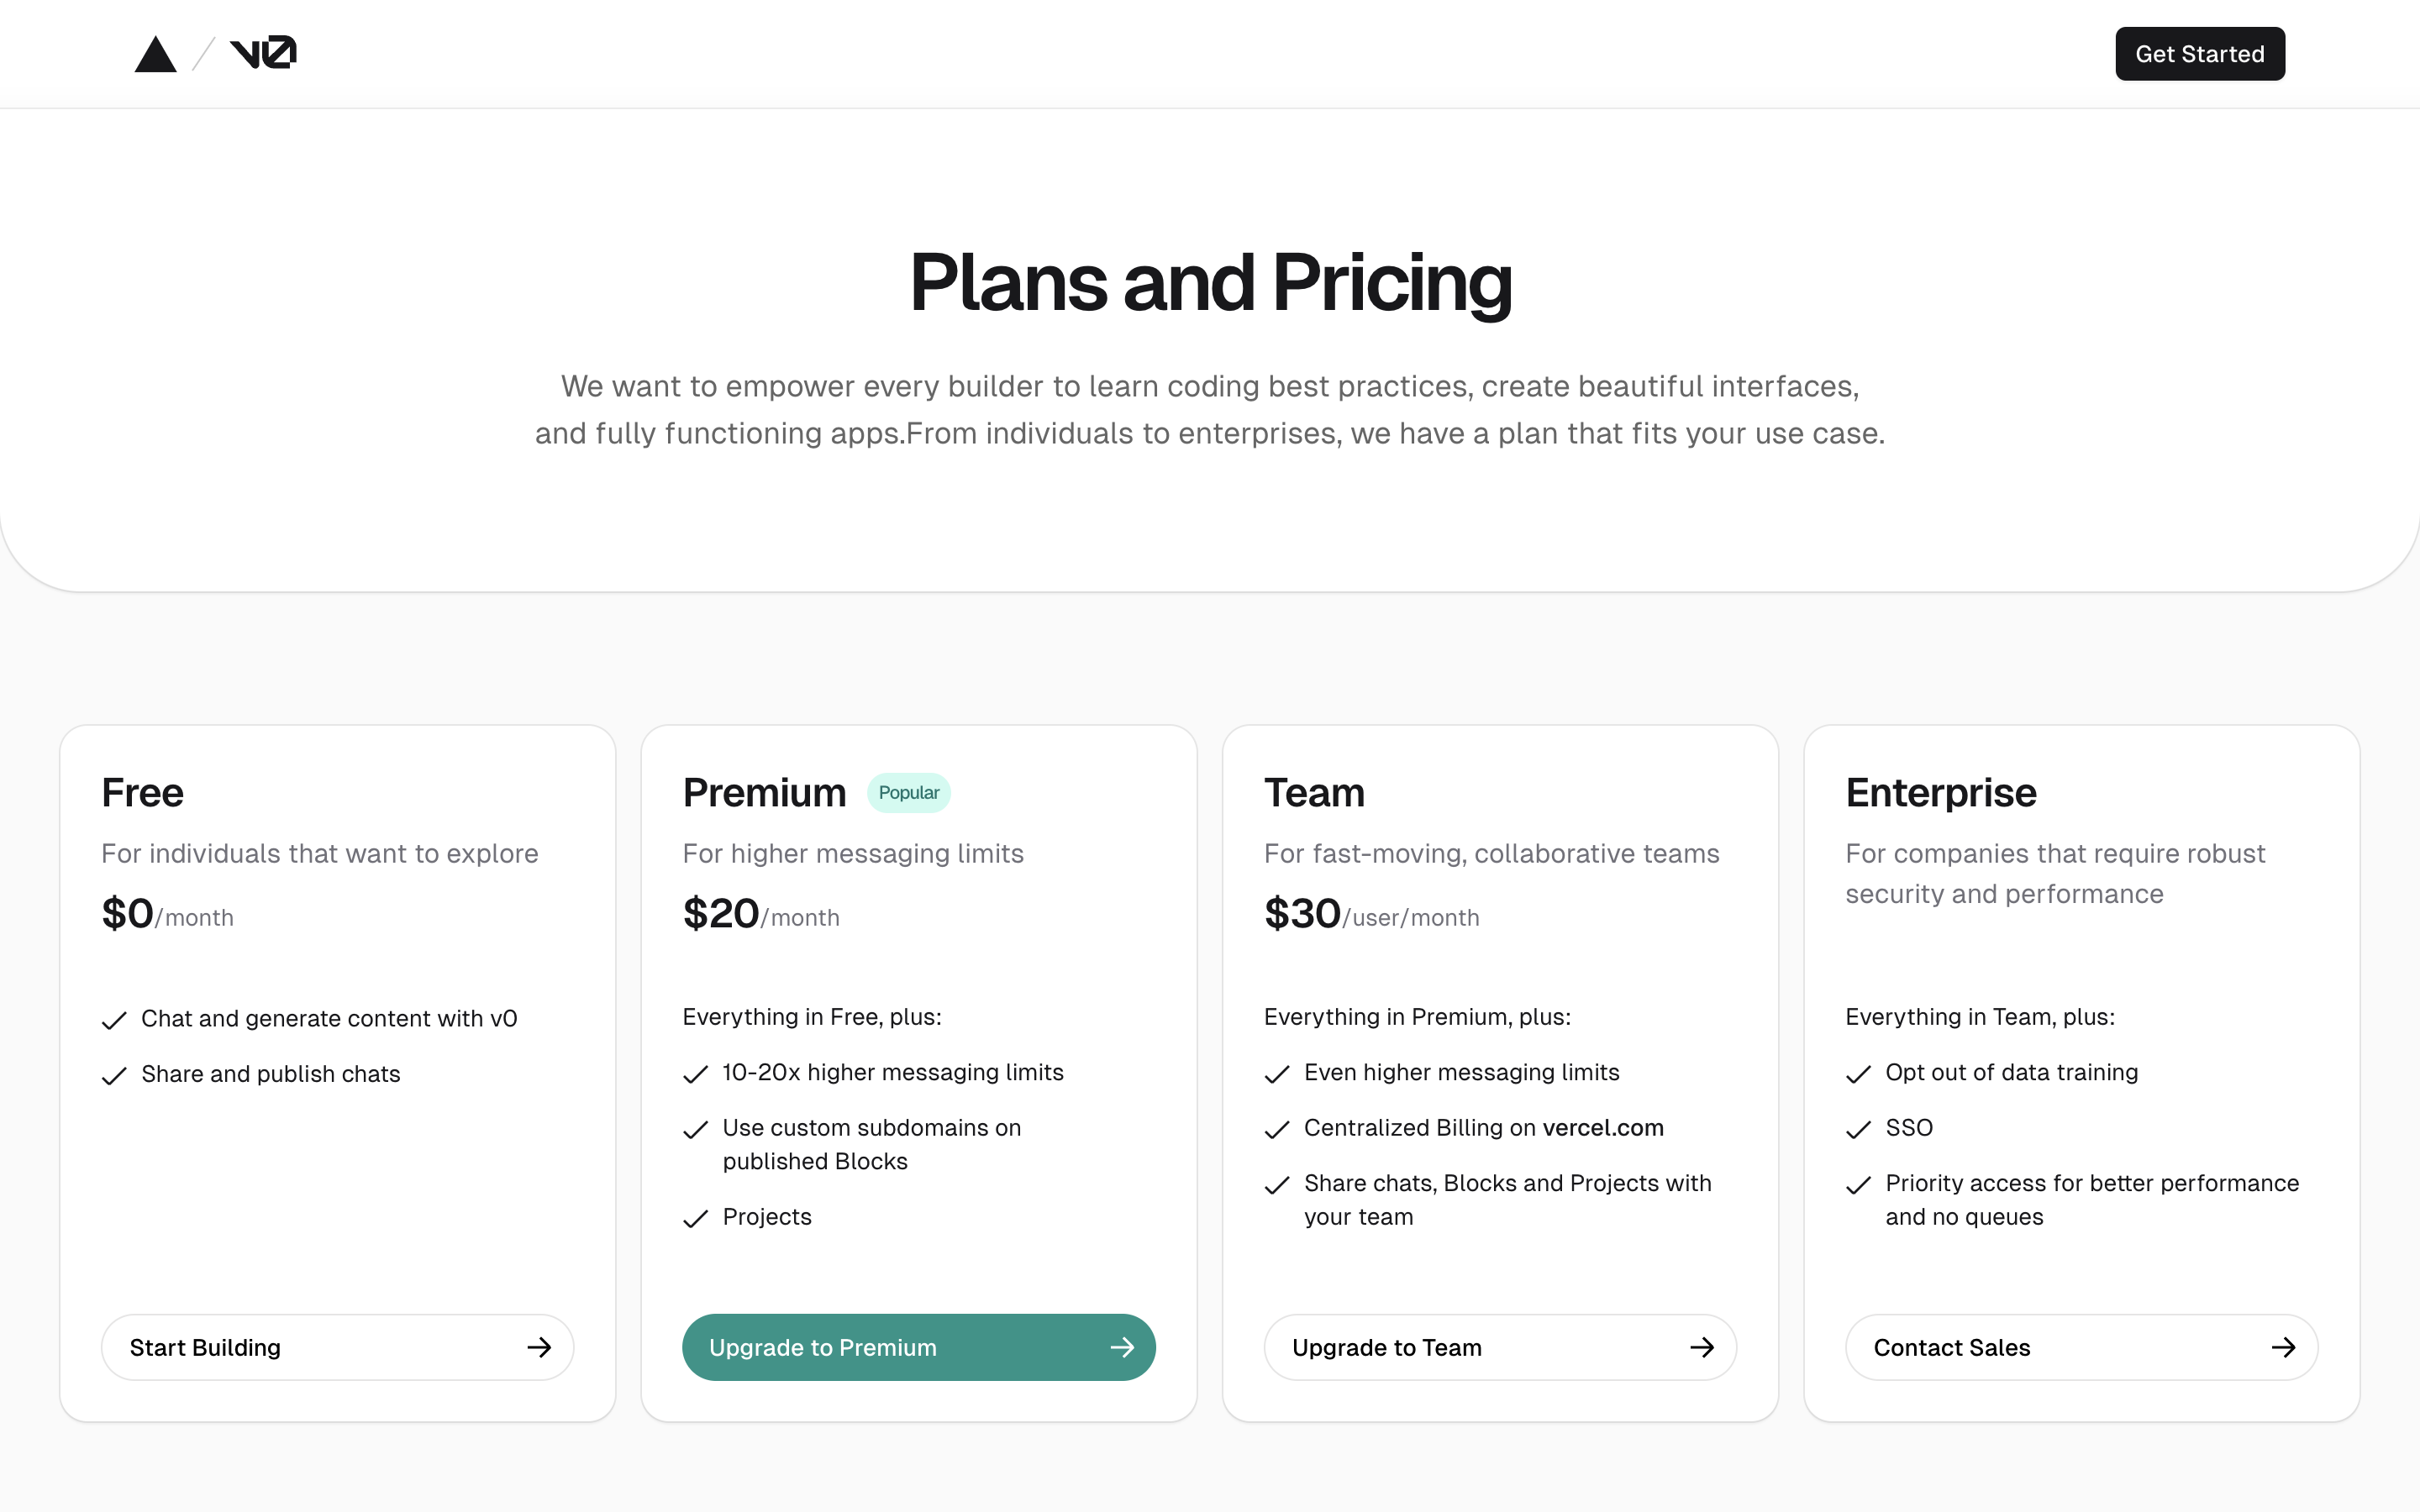 v0
Get Started
Plans and Pricing
We want to empower every builder to learn coding best practices, create beautiful interfaces,
and fully functioning apps.From individuals to enterprises, we have a plan that fits your use case.
Free
For individuals that want to explore
$0/month
Chat and generate content with v0
Share and publish chats
Start Building
Premium Popular
For higher messaging limits
$20/month
Everything in Free, plus:
10-20x higher messaging limits
Use custom subdomains on
published Blocks
Projects
Upgrade to Premium
Team
For fast-moving, collaborative teams
$30/user/month
Everything in Premium, plus:
Even higher messaging limits
Centralized Billing on vercel.com
Share chats, Blocks and Projects with
your team
Upgrade to Team
Enterprise
For companies that require robust
security and performance
Everything in Team, plus:
Opt out of data training
SSO
Priority access for better performance
and no queues
Contact Sales